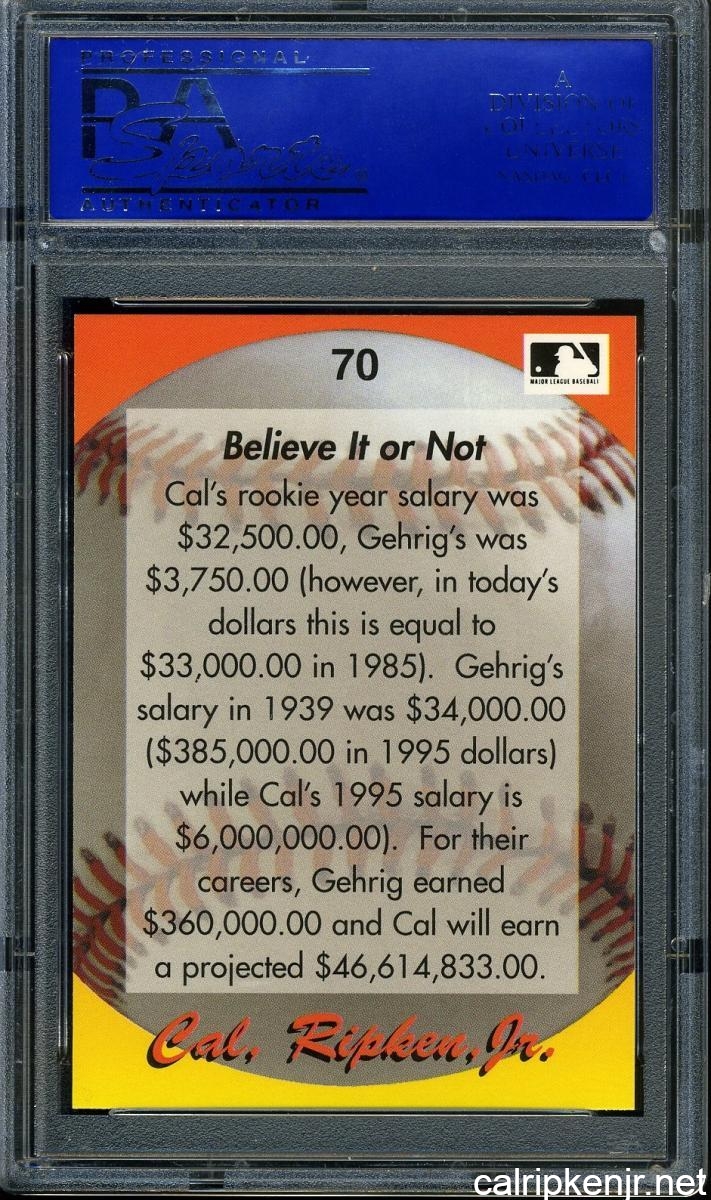 PROFESSIONAL
PSA
Sports
AUTHENTICATOR
A
DIVISION OF
COLLECTORS
UNIVERSE
70
MAJOR LEAGUE BASEBALL
Believe It or Not
Cal's rookie year salary was
$32,500.00, Gehrig's was
$3,750.00 (however, in today's
dollars this is equal to
$33,000.00 in 1985).  Gehrig's
salary in 1939 was $34,000.00
($385,000.00 in 1995 dollars)
while Cal's 1995 salary is
$6,000,000.00).  For their
careers, Gehrig earned
$360,000.00 and Cal will earn
a projected $46,614,833.00.
Cal, Ripken, Jr.
calripkenjr.net